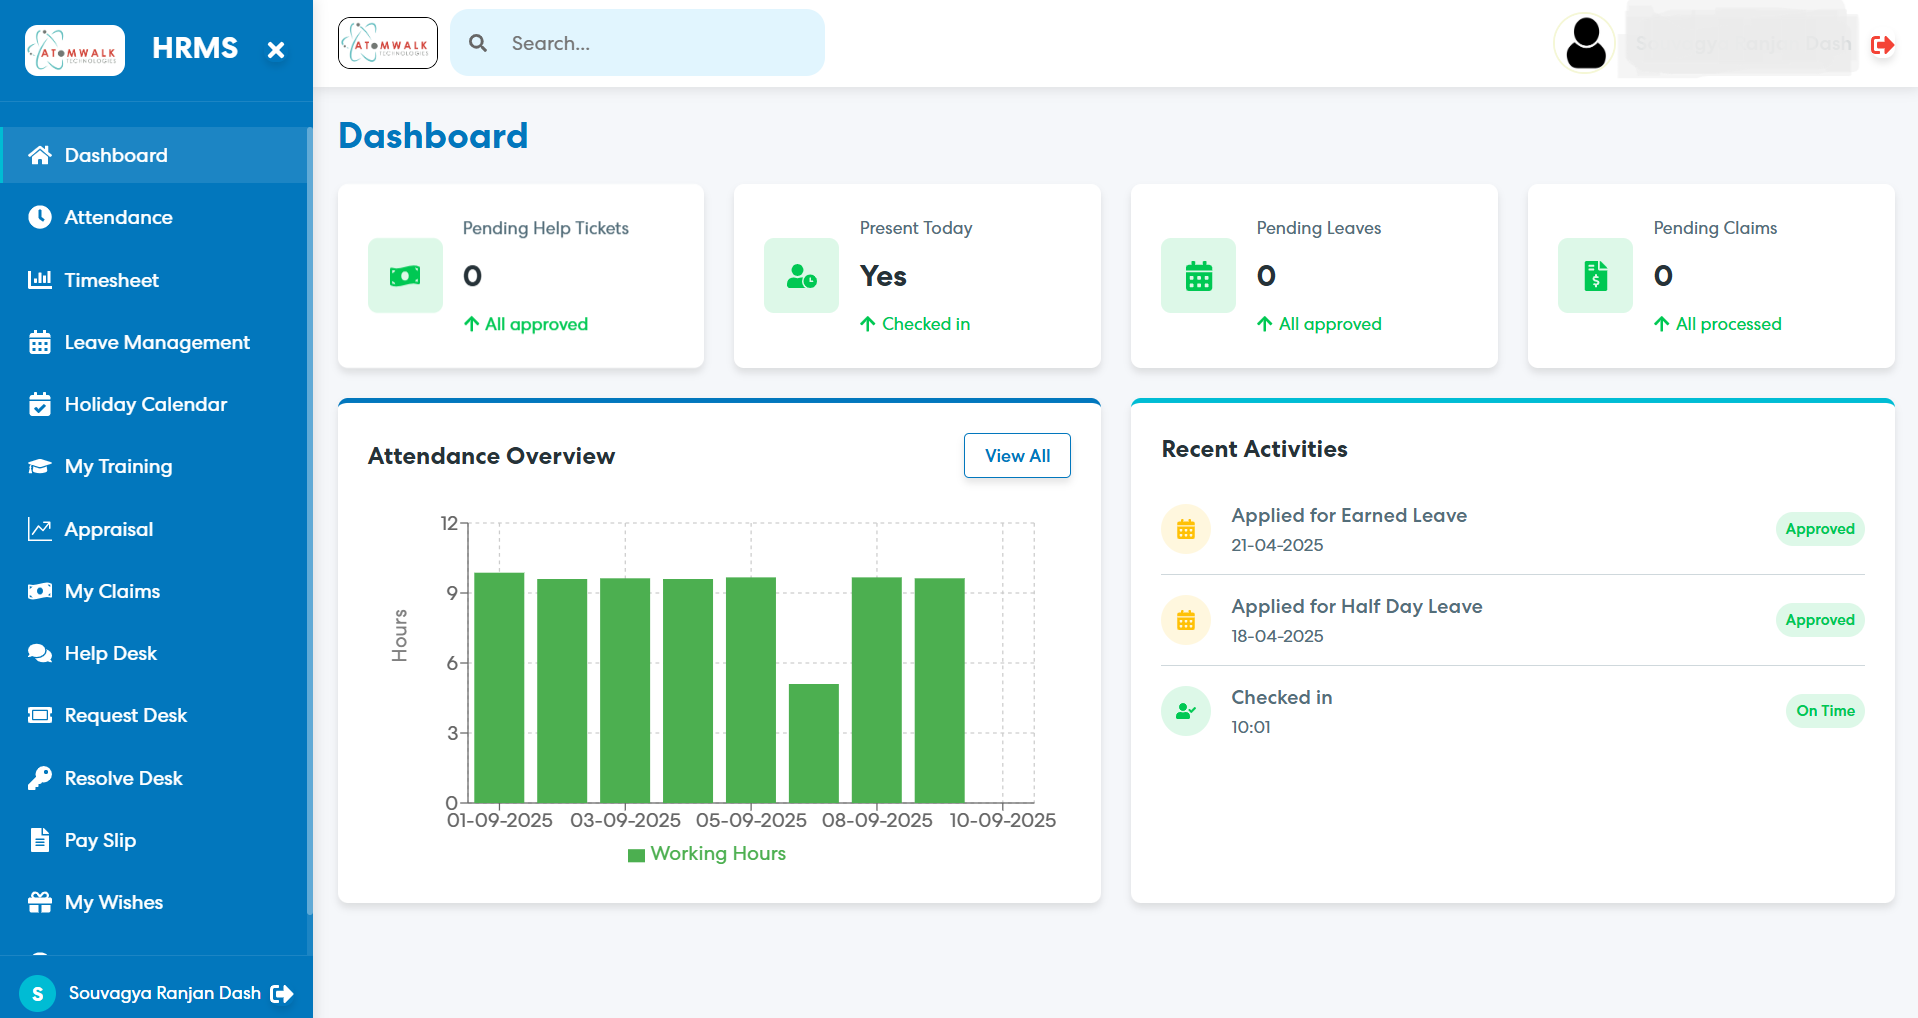 ATOMWALK
TECHNOLOGIES
HRMS
Dashboard
Attendance
Timesheet
Leave Management
Holiday Calendar
My Training
Appraisal
My Claims
Help Desk
Request Desk
Resolve Desk
Pay Slip
My Wishes
S
Souvagya Ranjan Dash
ATOMWALK
TECHNOLOGIES
Search...
Dashboard
Pending Help Tickets
0
All approved
Present Today
Yes
Checked in
Pending Leaves
0
All approved
Pending Claims
0
All processed
Attendance Overview
View All
12
9
6
3
0
Hours
01-09-2025 03-09-2025 05-09-2025 08-09-2025 10-09-2025
Working Hours
Recent Activities
Applied for Earned Leave
21-04-2025
Approved
Applied for Half Day Leave
18-04-2025
Approved
Checked in
10:01
On Time